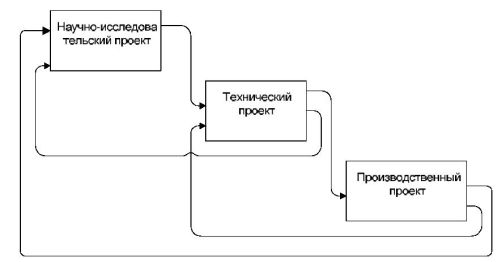 Научно-исследова
тельский проект
Технический
проект
Производственный
проект